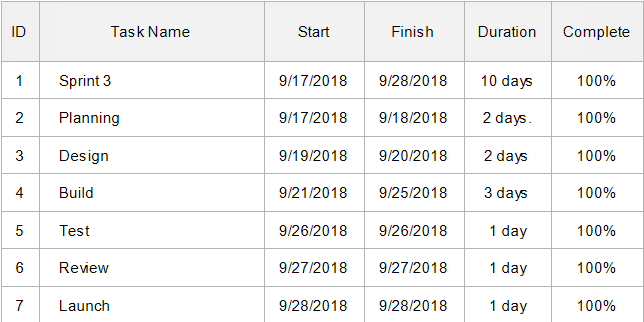 ID Task Name Start Finish Duration Complete
1 Sprint 3 9/17/2018 9/28/2018 10 days 100%
2 Planning 9/17/2018 9/18/2018 2 days. 100%
3 Design 9/19/2018 9/20/2018 2 days 100%
4 Build 9/21/2018 9/25/2018 3 days 100%
5 Test 9/26/2018 9/26/2018 1 day 100%
6 Review 9/27/2018 9/27/2018 1 day 100%
7 Launch 9/28/2018 9/28/2018 1 day 100%